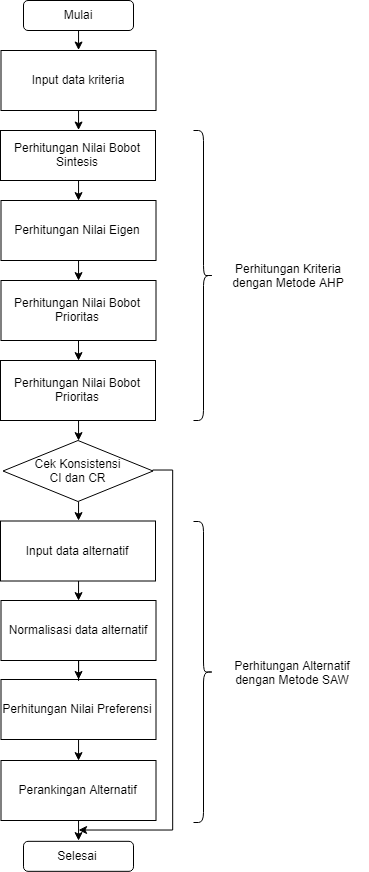 Mulai
Input data kriteria
Perhitungan Nilai Bobot
Sintesis
Perhitungan Nilai Eigen
Perhitungan Nilai Bobot
Prioritas
Perhitungan Nilai Bobot
Prioritas
Perhitungan Kriteria
dengan Metode AHP
Cek Konsistensi
CI dan CR
Input data alternatif
Normalisasi data alternatif
Perhitungan Nilai Preferensi
Perankingan Alternatif
Perhitungan Alternatif
dengan Metode SAW
Selesai